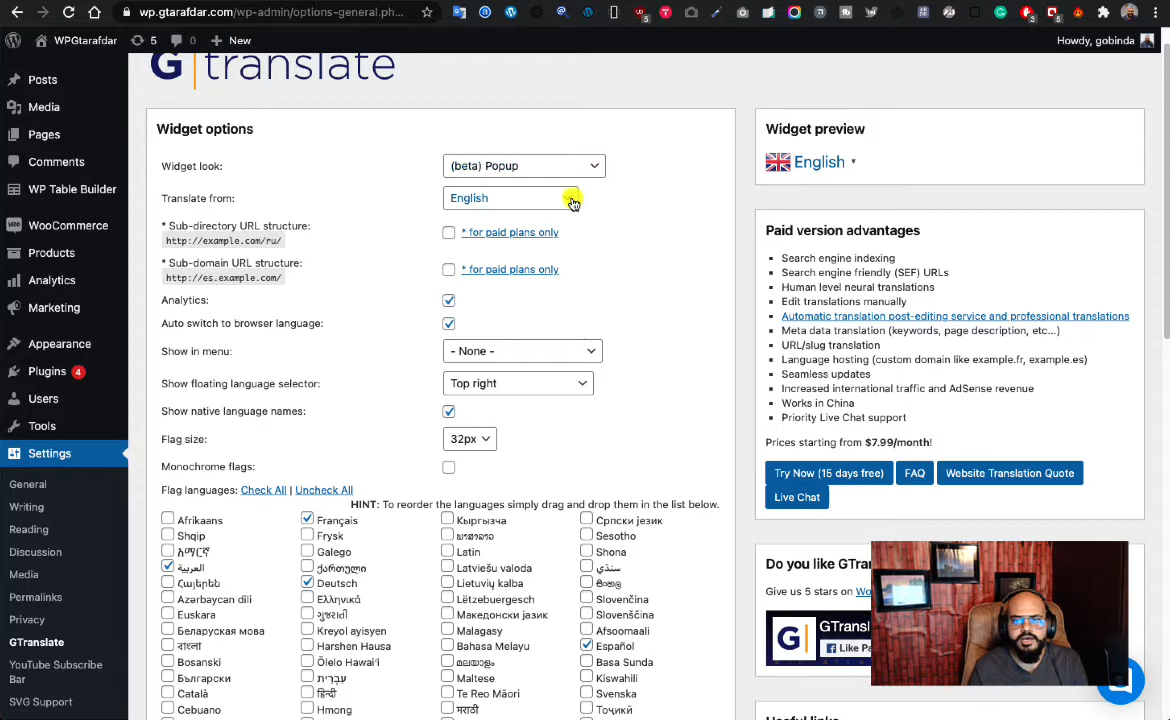 wp.gtarafdar.com/wp-admin/options-general.ph...
WPGtarafdar 5 0 New
Howdy, gobinda
Posts
Media
Pages
Comments
WP Table Builder
WooCommerce
Products
Analytics
Marketing
Appearance
Plugins 4
Users
Tools
Settings
General
Writing
Reading
Discussion
Media
Permalinks
Privacy
GTranslate
YouTube Subscribe
Bar
SVG Support
G translate
Widget options
Widget look: (beta) Popup
Translate from: English
* Sub-directory URL structure: * for paid plans only
http://example.com/ru/
* Sub-domain URL structure: * for paid plans only
http://es.example.com/
Analytics:
Auto switch to browser language:
Show in menu: - None -
Show floating language selector: Top right
Show native language names:
Flag size: 32px
Monochrome flags:
Flag languages: Check All | Uncheck All
HINT: To reorder the languages simply drag and drop them in the list below.
Afrikaans Français Кыргызча Српски језик
Shqip Frysk ພາສາລາວ Sesotho
አማርኛ Galego Latin Shona
العربية ქართული Latviešu valoda سنڌي
Հայերեն Deutsch Lietuvių kalba සිංහල
Azərbaycan dili Ελληνικά Lëtzebuergesch Slovenčina
Euskara ગુજરાતી Македонски јазик Slovenščina
Беларуская мова Kreyol ayisyen Malagasy Afsoomaali
বাংলা Harshen Hausa Bahasa Melayu Español
Bosanski Ōlelo Hawaiʻi മലയാളം Basa Sunda
Български עִבְרִית Maltese Kiswahili
Català हिन्दी Te Reo Māori Svenska
Cebuano Hmong मराठी Тоҷикӣ
Widget preview
English
Paid version advantages
Search engine indexing
Search engine friendly (SEF) URLs
Human level neural translations
Edit translations manually
Automatic translation post-editing service and professional translations
Meta data translation (keywords, page description, etc...)
URL/slug translation
Language hosting (custom domain like example.fr, example.es)
Seamless updates
Increased international traffic and AdSense revenue
Works in China
Priority Live Chat support
Prices starting from $7.99/month!
Try Now (15 days free) FAQ Website Translation Quote
Live Chat
Do you like GTran
Give us 5 stars on Wo
G GTransl
Like Pa
Useful links